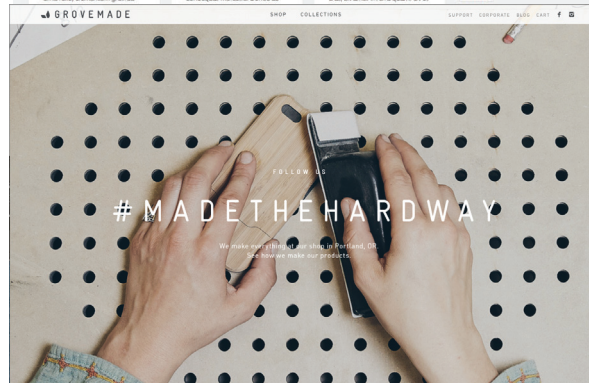 GROVEMADE
SHOP COLLECTIONS
SUPPORT CORPORATE BLOG CART
FOLLOW US
#MADETHEHARDWAY
We make everything at our shop in Portland, OR.
See how we make our products.